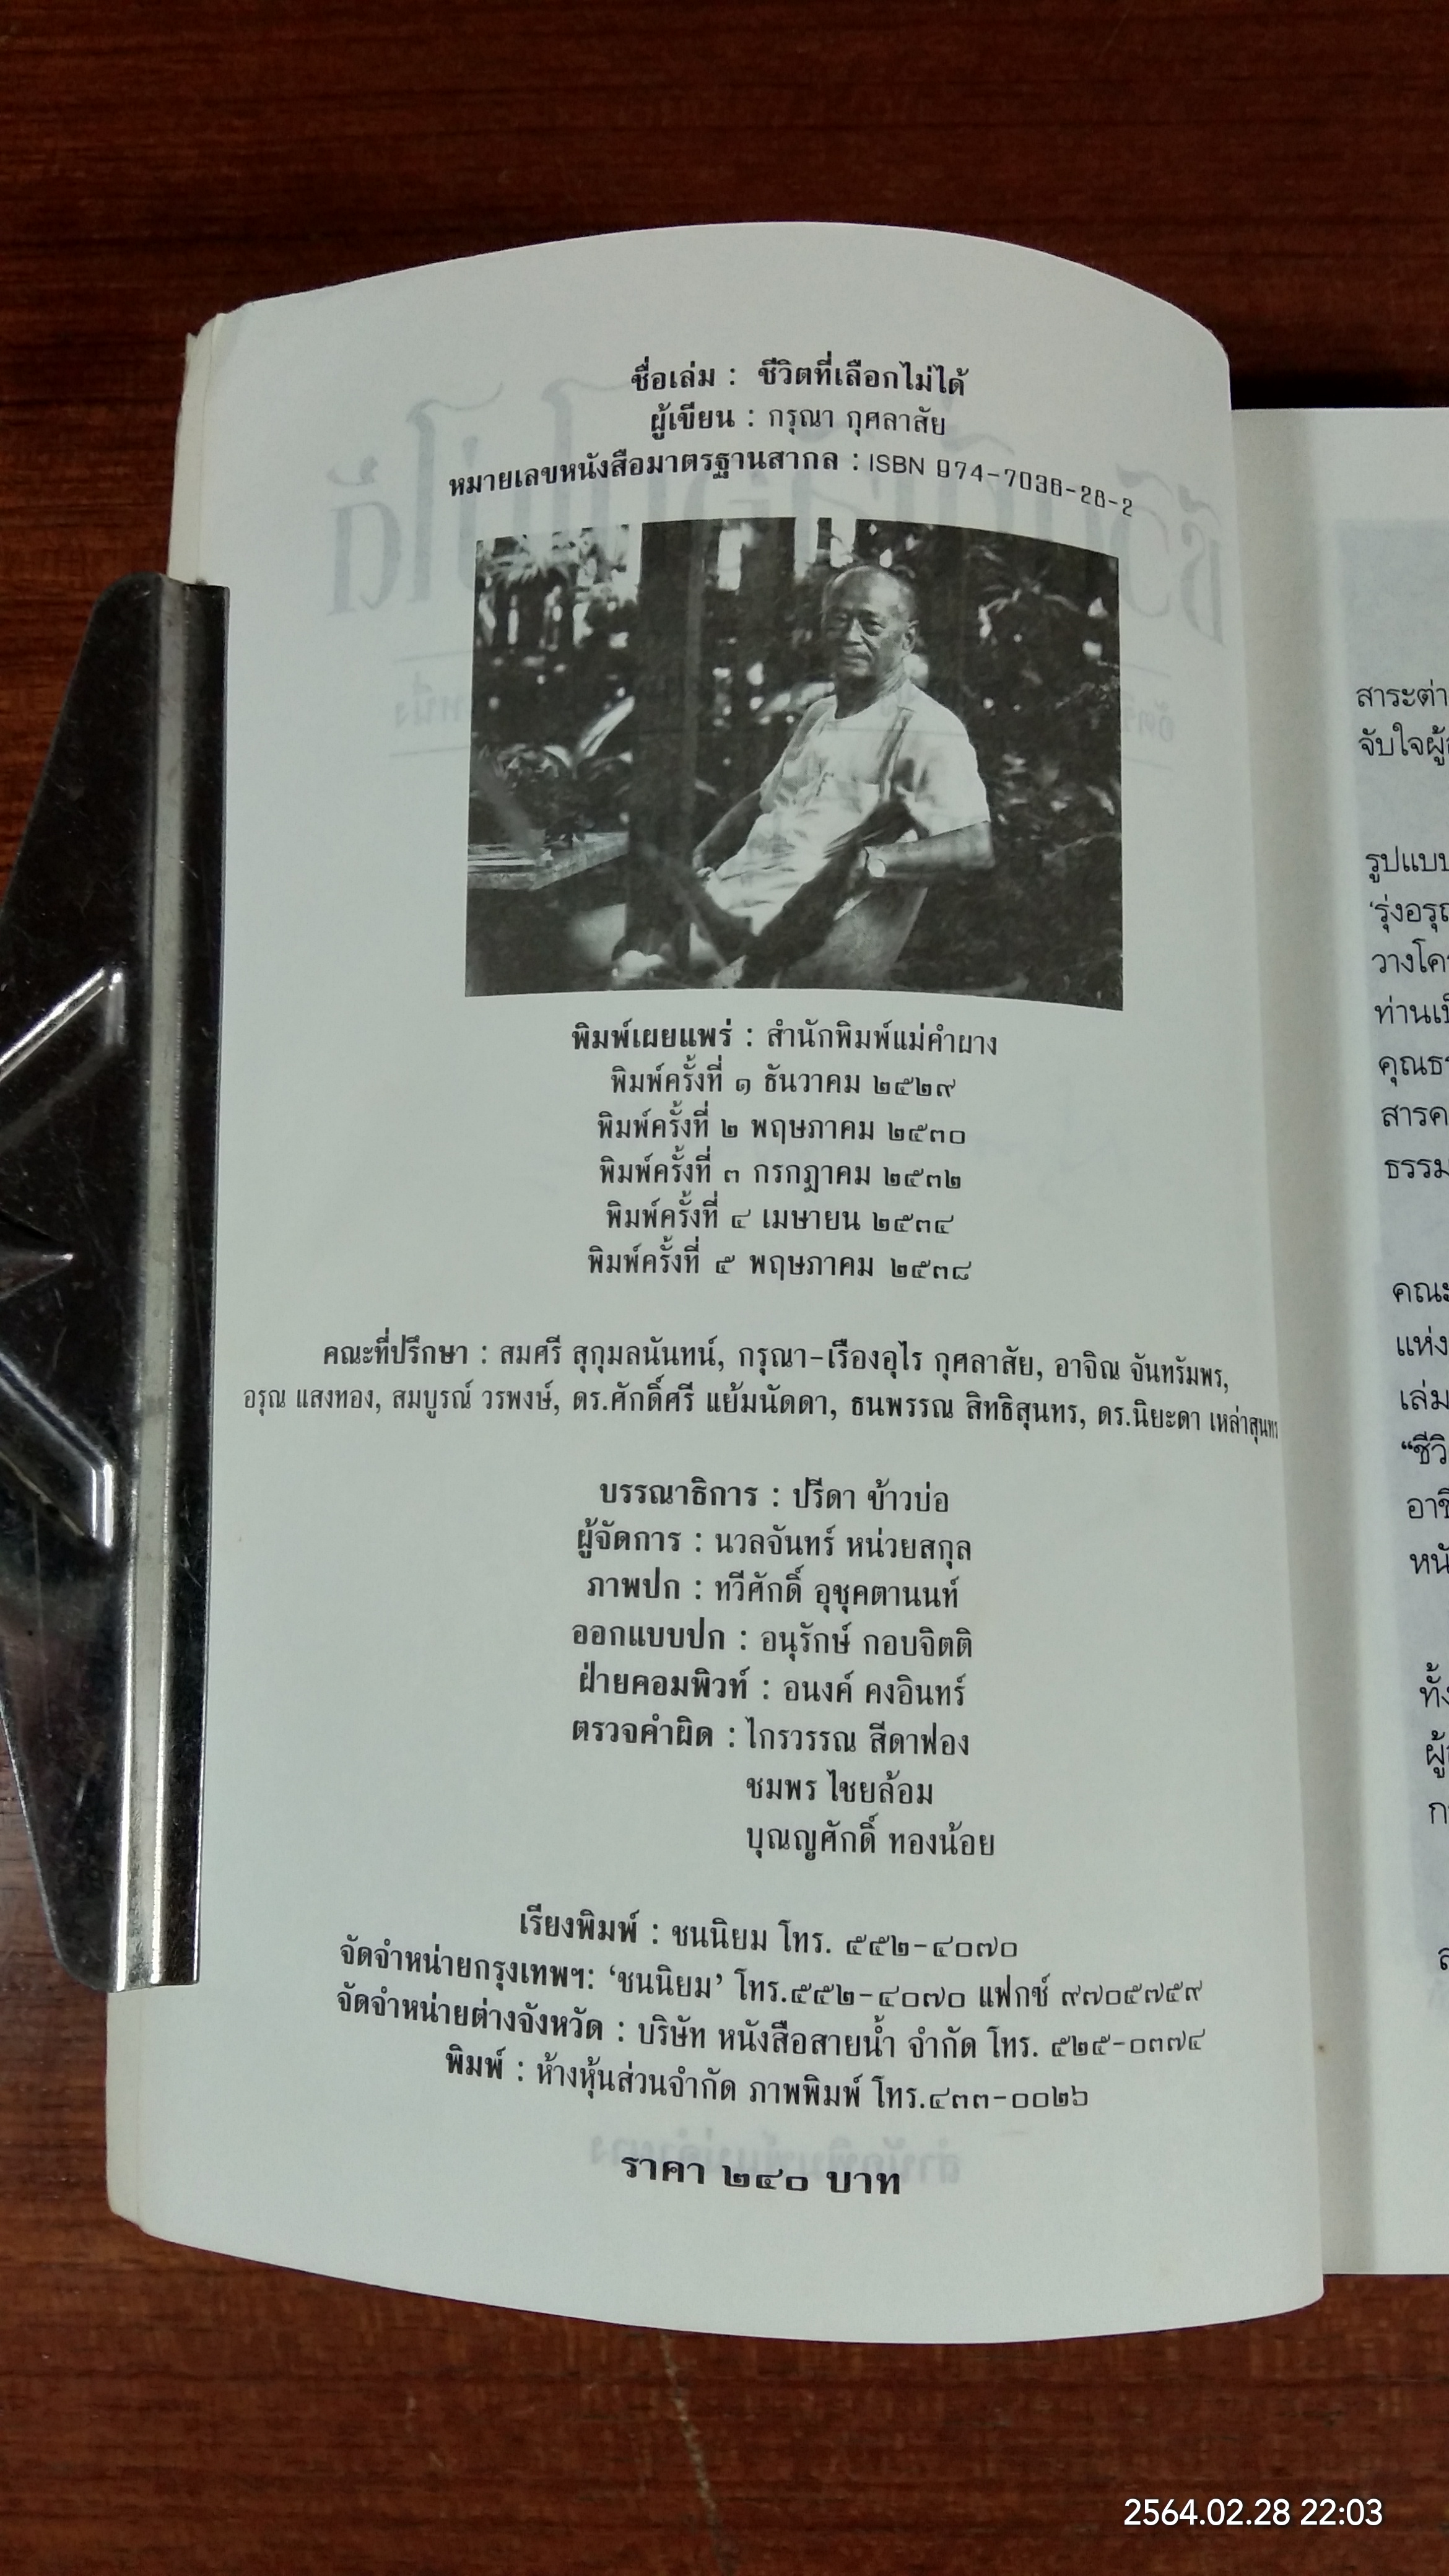 ชื่อเล่ม : ชีวิตที่เลือกไม่ได้
ผู้เขียน : กรุณา กุศลาสัย
หมายเลขหนังสือมาตรฐานสากล : ISBN 974-7036-26-2
พิมพ์เผยแพร่ : สำนักพิมพ์แม่คำผาง
พิมพ์ครั้งที่ ๑ ธันวาคม ๒๕๒๙
พิมพ์ครั้งที่ ๒ พฤษภาคม ๒๕๓๐
พิมพ์ครั้งที่ ๓ กรกฎาคม ๒๕๓๒
พิมพ์ครั้งที่ ๔ เมษายน ๒๕๓๔
พิมพ์ครั้งที่ ๕ พฤษภาคม ๒๕๓๘
คณะที่ปรึกษา : สมศรี สุกุมลนันทน์, กรุณา-เรืองอุไร กุศลาสัย, อาจิณ จันทรัมพร,
อรุณ แสงทอง, สมบูรณ์ วรพงษ์, ดร.ศักดิ์ศรี แย้มนัดดา, ธนพรรณ สิทธิสุนทร, ดร.นิยะดา เหล่าสุนทร
บรรณาธิการ : ปรีดา ข้าวบ่อ
ผู้จัดการ : นวลจันทร์ หน่วยสกุล
ภาพปก : ทวีศักดิ์ อุชุคตานนท์
ออกแบบปก : อนุรักษ์ กอบจิตติ
ฝ่ายคอมพิวท์ : อนงค์ คงอินทร์
ตรวจคำผิด : ไกรวรรณ สีดาฟอง
ชมพร ไชยล้อม
บุณญศักดิ์ ทองน้อย
เรียงพิมพ์ : ชนนิยม โทร. ๕๕๒-๔๐๗๐
จัดจำหน่ายกรุงเทพฯ: ‘ชนนิยม’ โทร.๕๕๒-๔๐๗๐ แฟกซ์ ๙๗๐๕๗๕๙
จัดจำหน่ายต่างจังหวัด : บริษัท หนังสือสายน้ำ จำกัด โทร. ๕๒๕-๐๓๗๔
พิมพ์ : ห้างหุ้นส่วนจำกัด ภาพพิมพ์ โทร.๔๓๓-๐๐๒๖
ราคา ๒๔๐ บาท
สาระต่า
จับใจผู้
รูปแบบ
‘รุ่งอรุณ
วางโคร
ท่านเป็
คุณธร
สารค
ธรรม
คณะ
แห่ง
เล่ม
“ชีวิ
อาชี
หนั
ทั้ง
ผู้
ก
2564.02.28 22:03